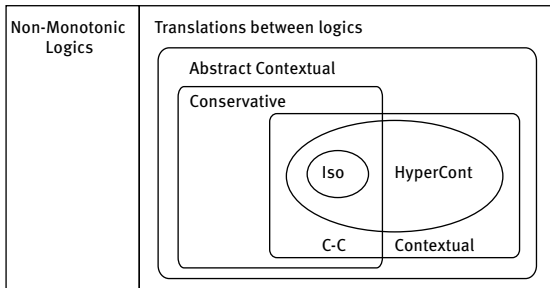 Non-Monotonic
Logics
Translations between logics
Abstract Contextual
Conservative
Iso
HyperCont
C-C
Contextual